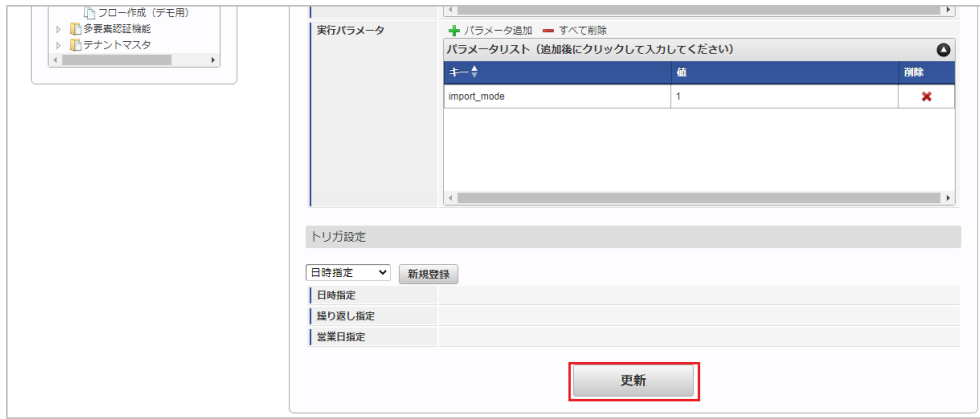 フロー作成（デモ用）
多要素認証機能
テナントマスタ
実行パラメータ
パラメータ追加 すべて削除
パラメータリスト（追加後にクリックして入力してください）
キー 値 削除
import_mode 1
トリガ設定
日時指定 新規登録
日時指定
繰り返し指定
営業日指定
更新